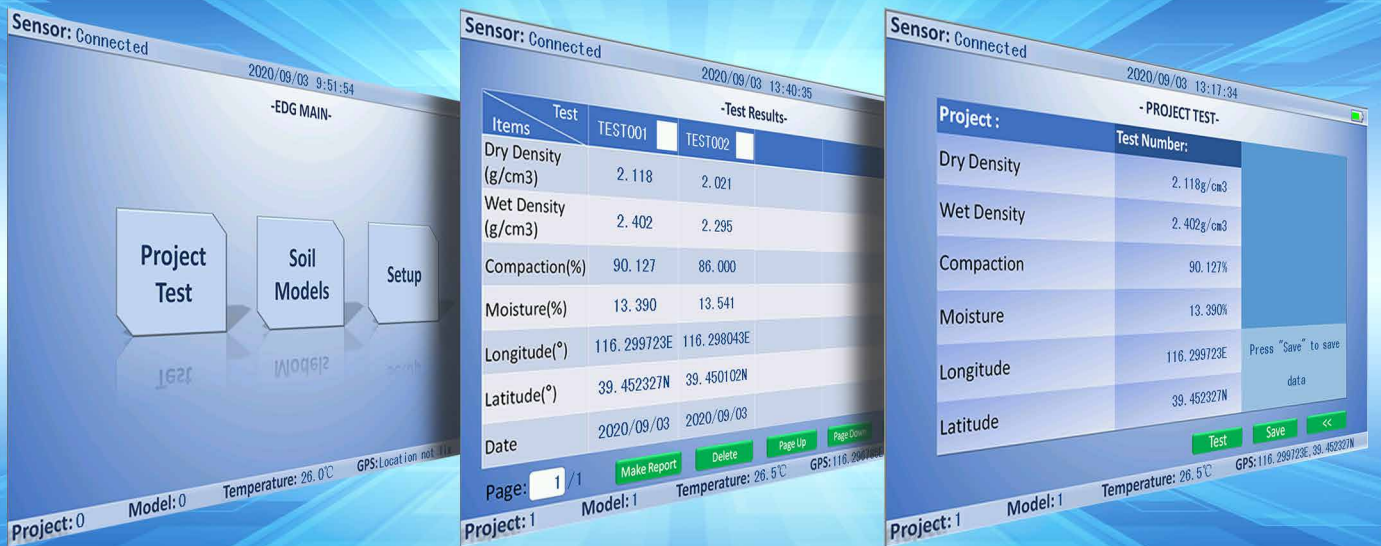 Sensor: Connected
2020/09/03 9:51:54
-EDG MAIN-
Project
Test
Soil
Models
Setup
Project: 0 Model: 0 Temperature: 26.0℃ GPS:Location not
Sensor: Connected
2020/09/03 13:40:35
-Test Results-
Test
Items
TEST001 TEST002
Dry Density
(g/cm3) 2.118 2.021
Wet Density
(g/cm3) 2.402 2.295
Compaction(%) 90.127 86.000
Moisture(%) 13.390 13.541
Longitude(°) 116.299723E 116.298043E
Latitude(°) 39.452327N 39.450102N
Date 2020/09/03 2020/09/03
Page: 1 /1 Make Report Delete Page Up Page Down
Project: 1 Model: 1 Temperature: 26.5℃
Sensor: Connected
2020/09/03 13:17:34
- PROJECT TEST-
Project :
Test Number:
Dry Density 2.118g/cm3
Wet Density 2.402g/cm3
Compaction 90.127%
Moisture 13.390%
Longitude 116.299723E
Latitude 39.452327N
Press "Save" to save
data
Test Save <<
Project: 1 Model: 1 Temperature: 26.5℃ GPS:116.299723E, 39.452327N